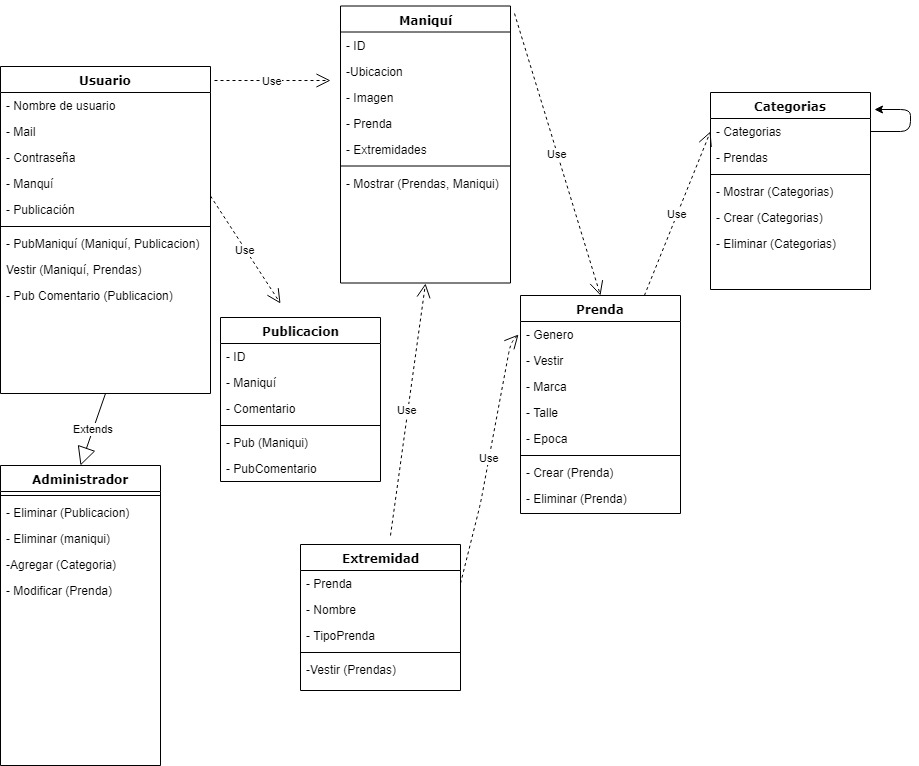 Maniquí
- ID
-Ubicacion
- Imagen
- Prenda
- Extremidades
- Mostrar (Prendas, Maniqui)
Usuario
- Nombre de usuario
- Mail
- Contraseña
- Manquí
- Publicación
- PubManiquí (Maniquí, Publicacion)
Vestir (Maniquí, Prendas)
- Pub Comentario (Publicacion)
Use
Use
Use
Categorias
- Categorias
- Prendas
- Mostrar (Categorias)
- Crear (Categorias)
- Eliminar (Categorias)
Use
Publicacion
- ID
- Maniquí
- Comentario
- Pub (Maniqui)
- PubComentario
Prenda
- Genero
- Vestir
- Marca
- Talle
- Epoca
- Crear (Prenda)
- Eliminar (Prenda)
Use
Use
Extends
Administrador
- Eliminar (Publicacion)
- Eliminar (maniqui)
-Agregar (Categoria)
- Modificar (Prenda)
Extremidad
- Prenda
- Nombre
- TipoPrenda
-Vestir (Prendas)